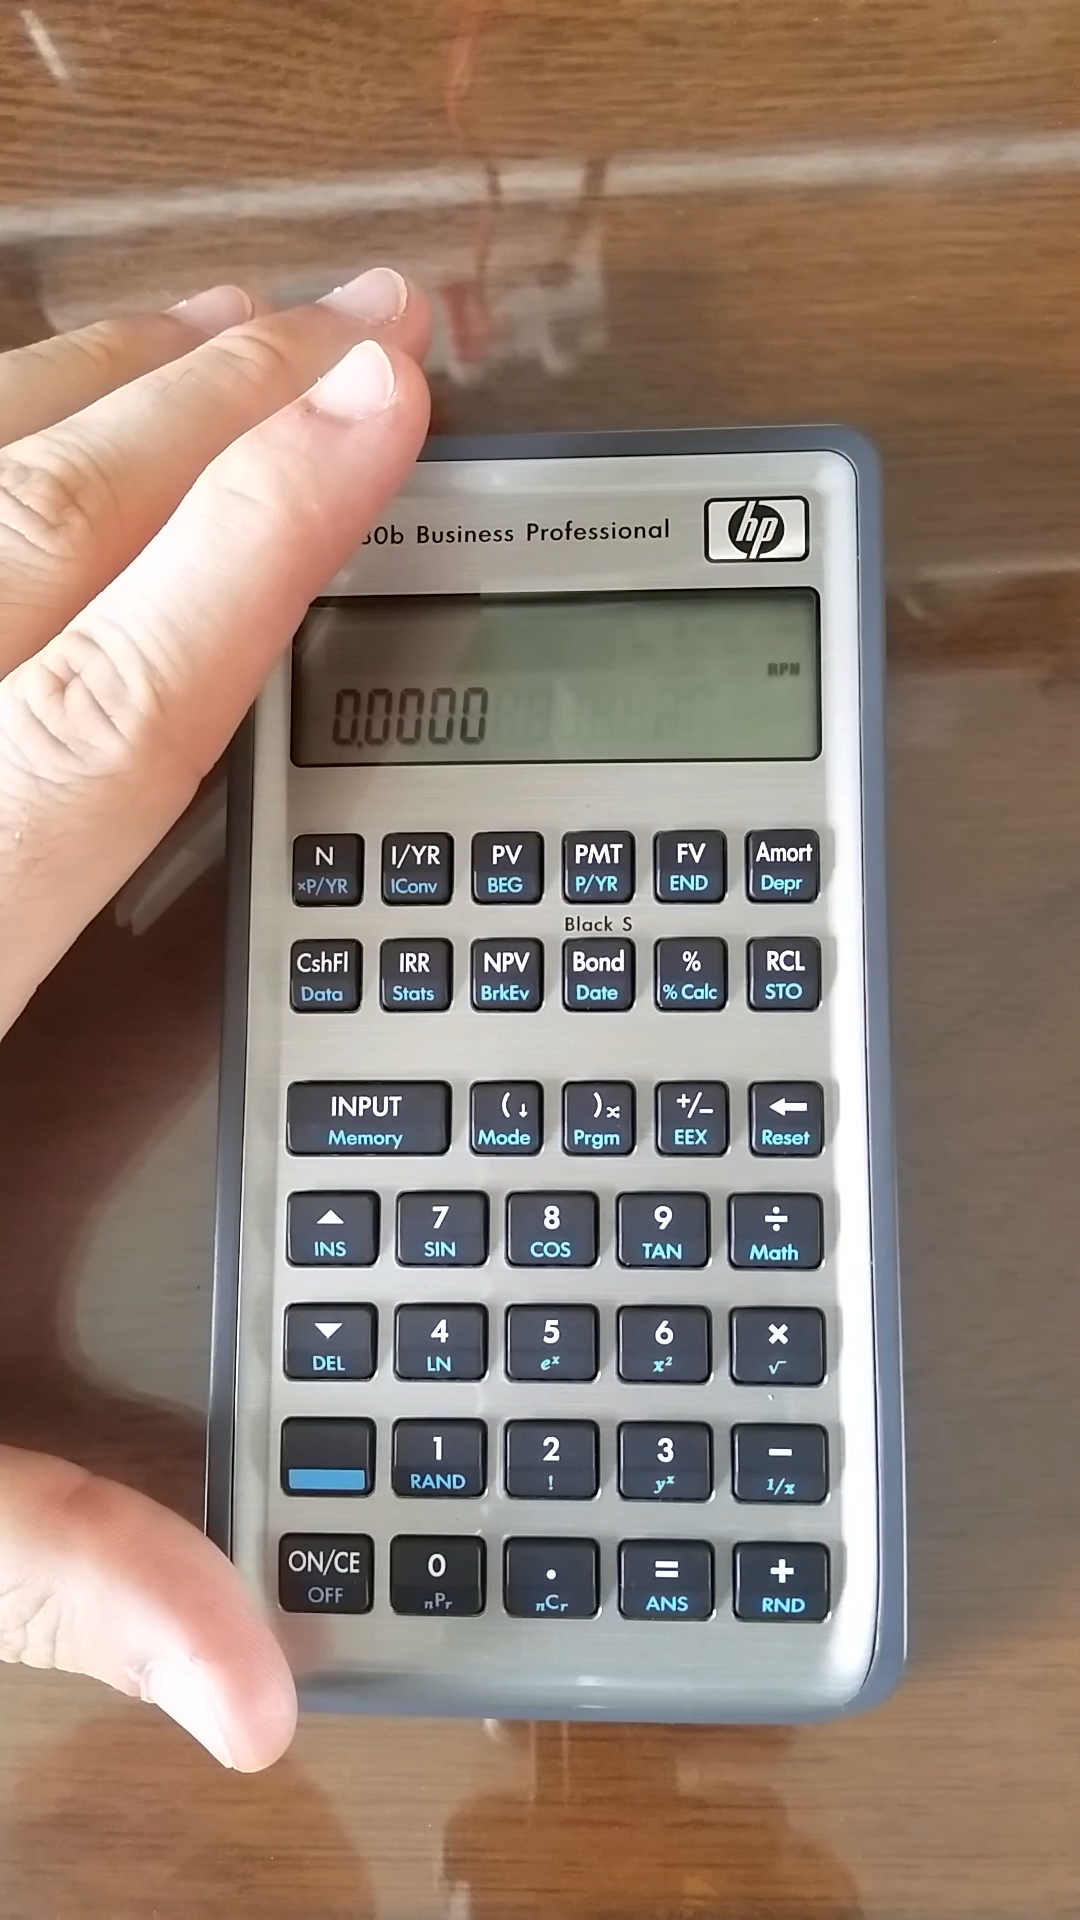 30b Business Professional hp
RPN
0.0000
N I/YR PV PMT FV Amort
×P/YR IConv BEG P/YR END Depr
Black S
CshFl IRR NPV Bond % RCL
Data Stats BrkEv Date % Calc STO
INPUT (↓ )x +/− ←
Memory Mode Prgm EEX Reset
▲ 7 8 9 ÷
INS SIN COS TAN Math
▼ 4 5 6 ×
DEL LN eˣ x² √
1 2 3 −
RAND ! yˣ 1/x
ON/CE 0 . = +
OFF nPr nCr ANS RND